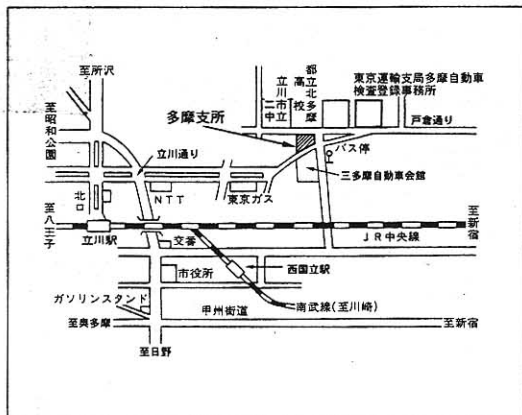 至所沢
至昭和公園
立川市立二中
都立北多摩高校
東京運輸支局多摩自動車
検査登録事務所
戸倉通り
多摩支所
バス停
立川通り
三多摩自動車会館
NTT
東京ガス
北口
至八王子
立川駅
交番
JR中央線
至新宿
市役所
西国立駅
ガソリンスタンド
甲州街道
南武線(至川崎)
至奥多摩
至新宿
至日野